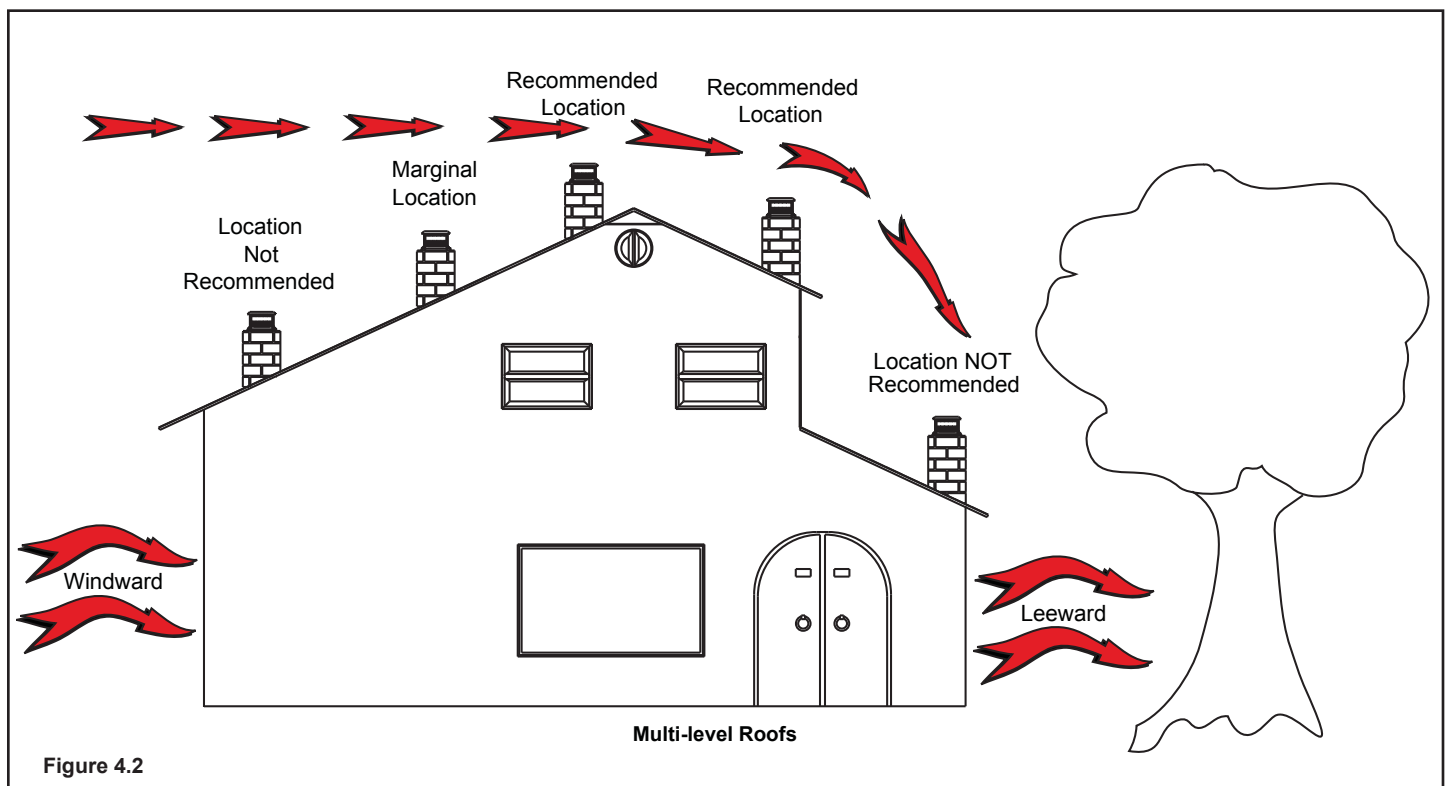 Recommended
Location
Recommended
Location
Marginal
Location
Location
Not
Recommended
Location NOT
Recommended
Windward
Leeward
Multi-level Roofs
Figure 4.2